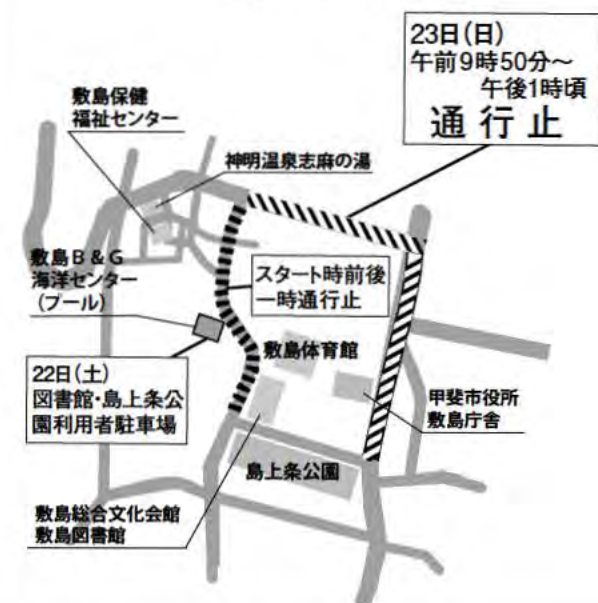 23日(日)
午前9時50分～
午後1時頃
通行止
敷島保健
福祉センター
神明温泉志麻の湯
敷島B&G
海洋センター
(プール)
スタート時前後
一時通行止
敷島体育館
22日(土)
図書館・島上条公
園利用者駐車場
甲斐市役所
敷島庁舎
島上条公園
敷島総合文化会館
敷島図書館